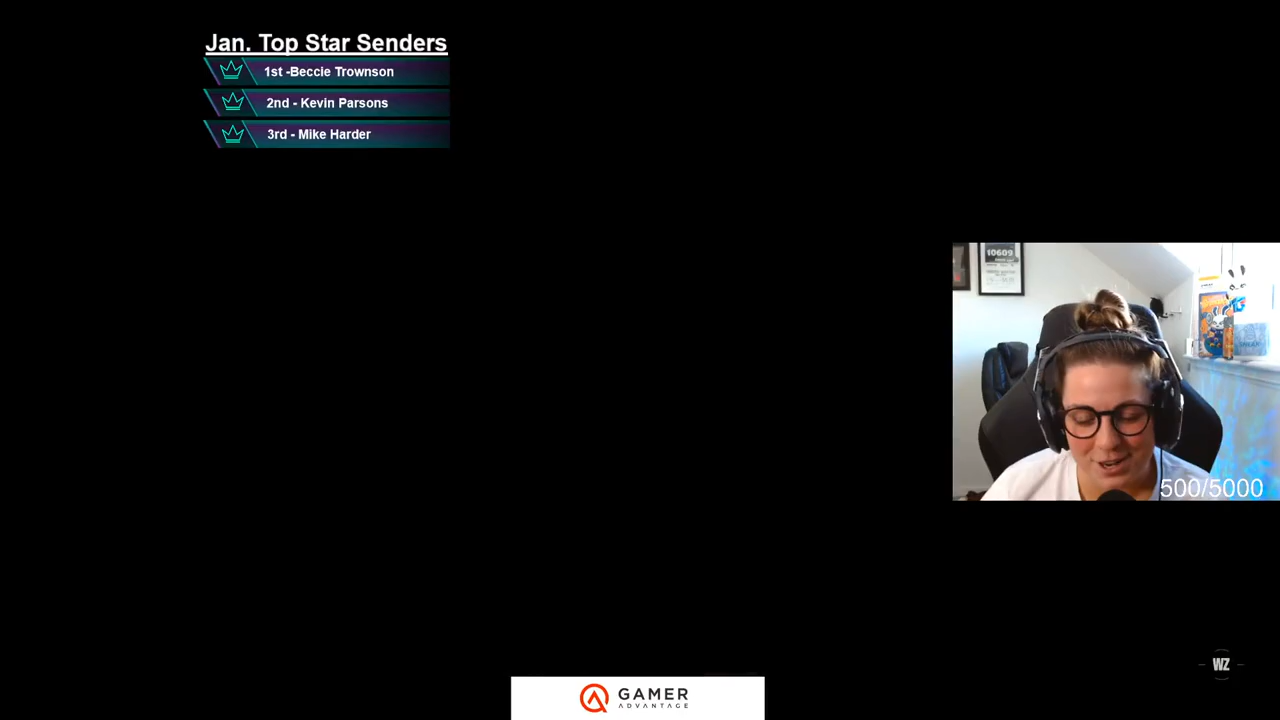 Jan. Top Star Senders
1st -Beccie Trownson
2nd - Kevin Parsons
3rd - Mike Harder
10609
500/5000
WZ
GAMER
ADVANTAGE